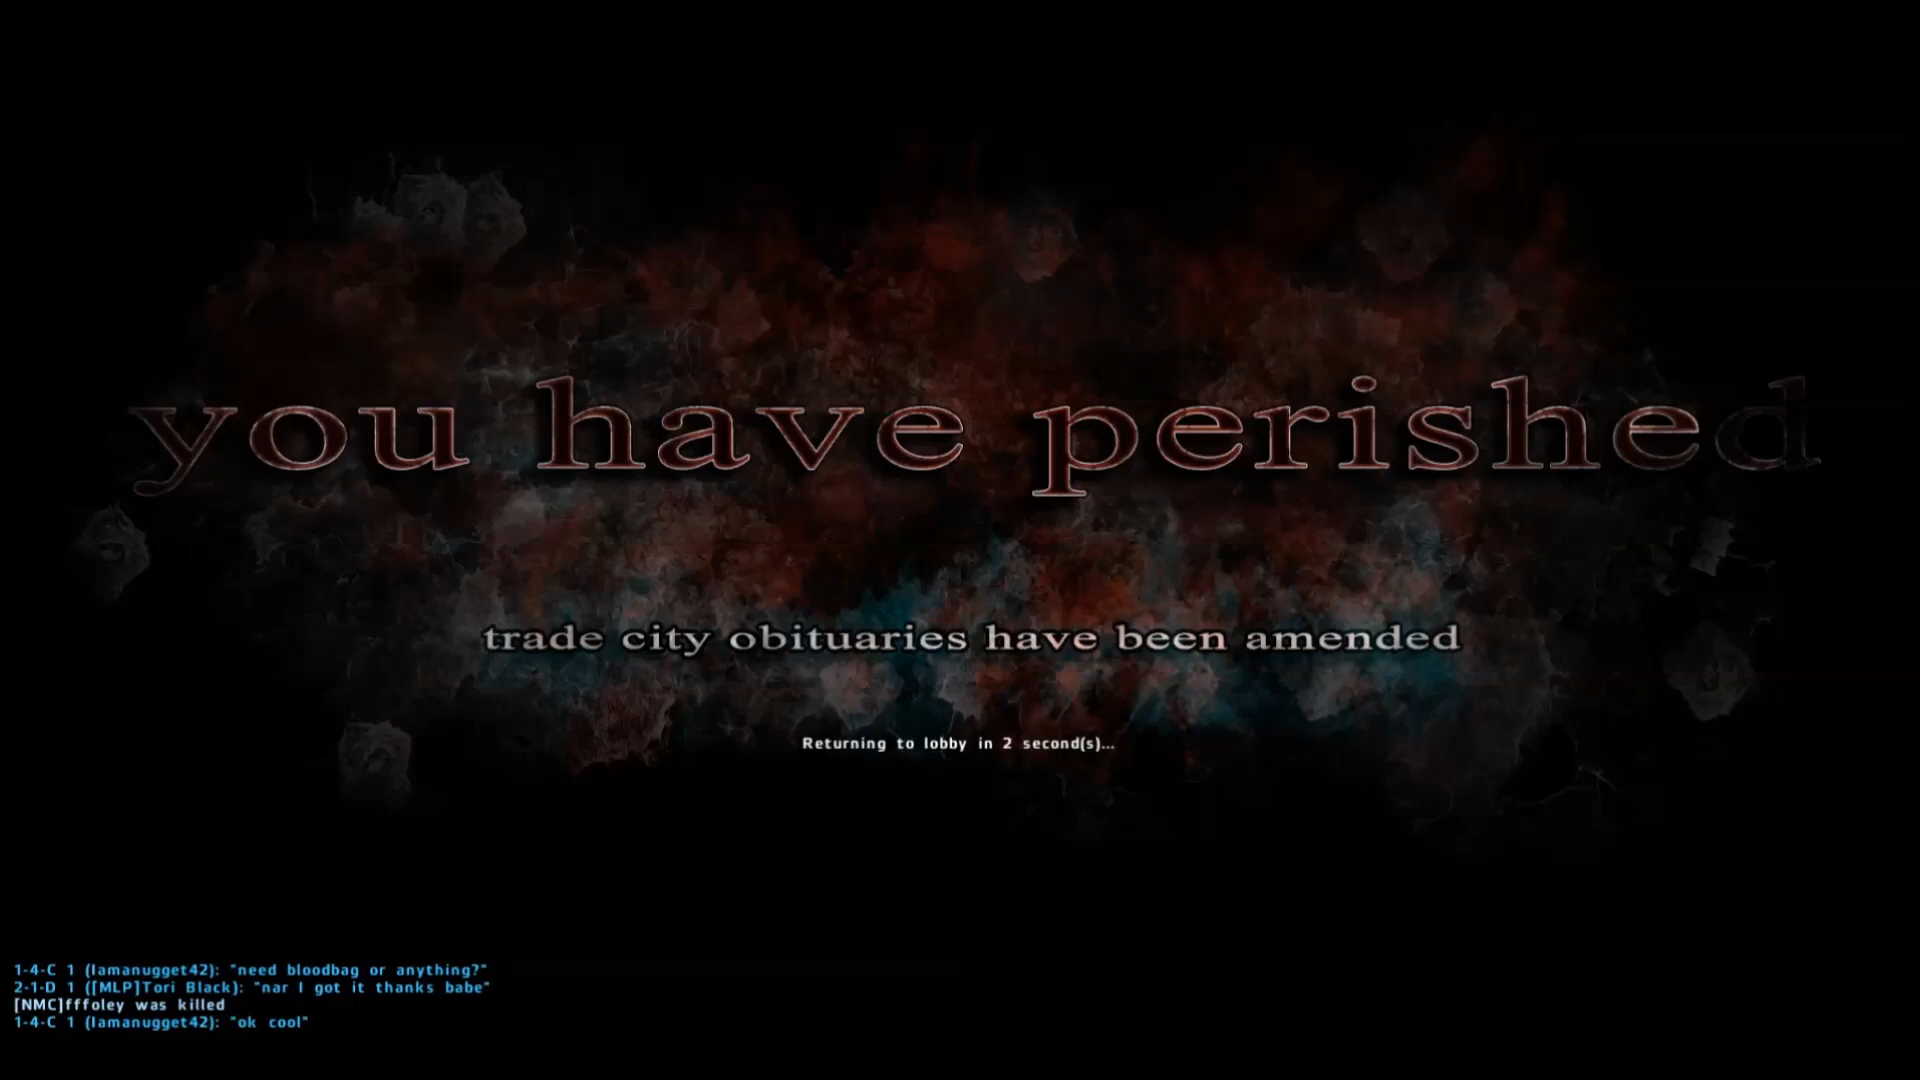 you have perished
trade city obituaries have been amended
Returning to lobby in 2 second(s)...
1-4-C 1 (Iamanugget42): "need bloodbag or anything?"
2-1-D 1 ([MLP]Tori Black): "nar I got it thanks babe"
[NMC]fffoley was killed
1-4-C 1 (Iamanugget42): "ok cool"